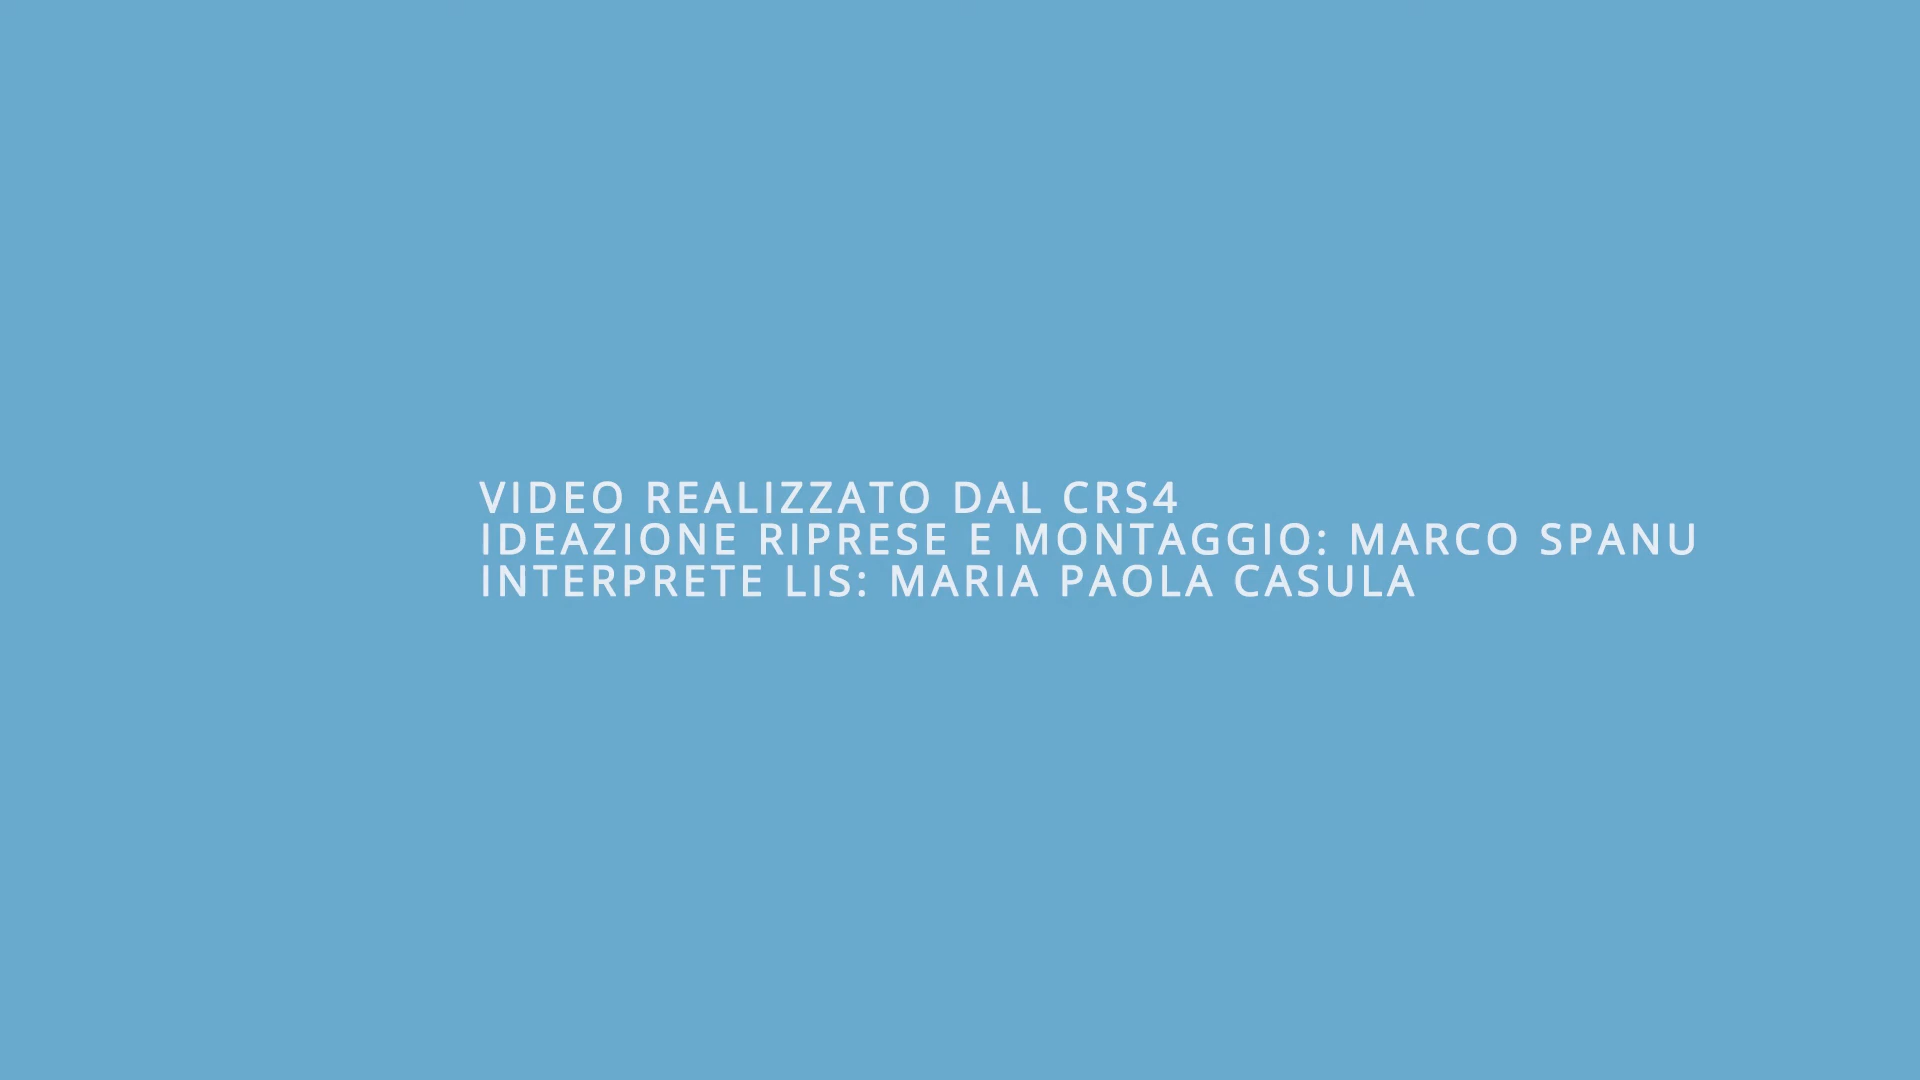 VIDEO REALIZZATO DAL CRS4
IDEAZIONE RIPRESE E MONTAGGIO: MARCO SPANU
INTERPRETE LIS: MARIA PAOLA CASULA